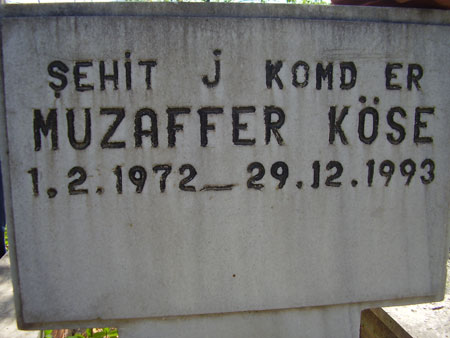 ŞEHİT J KOMD ER
MUZAFFER KÖSE
1.2.1972_29.12.1993